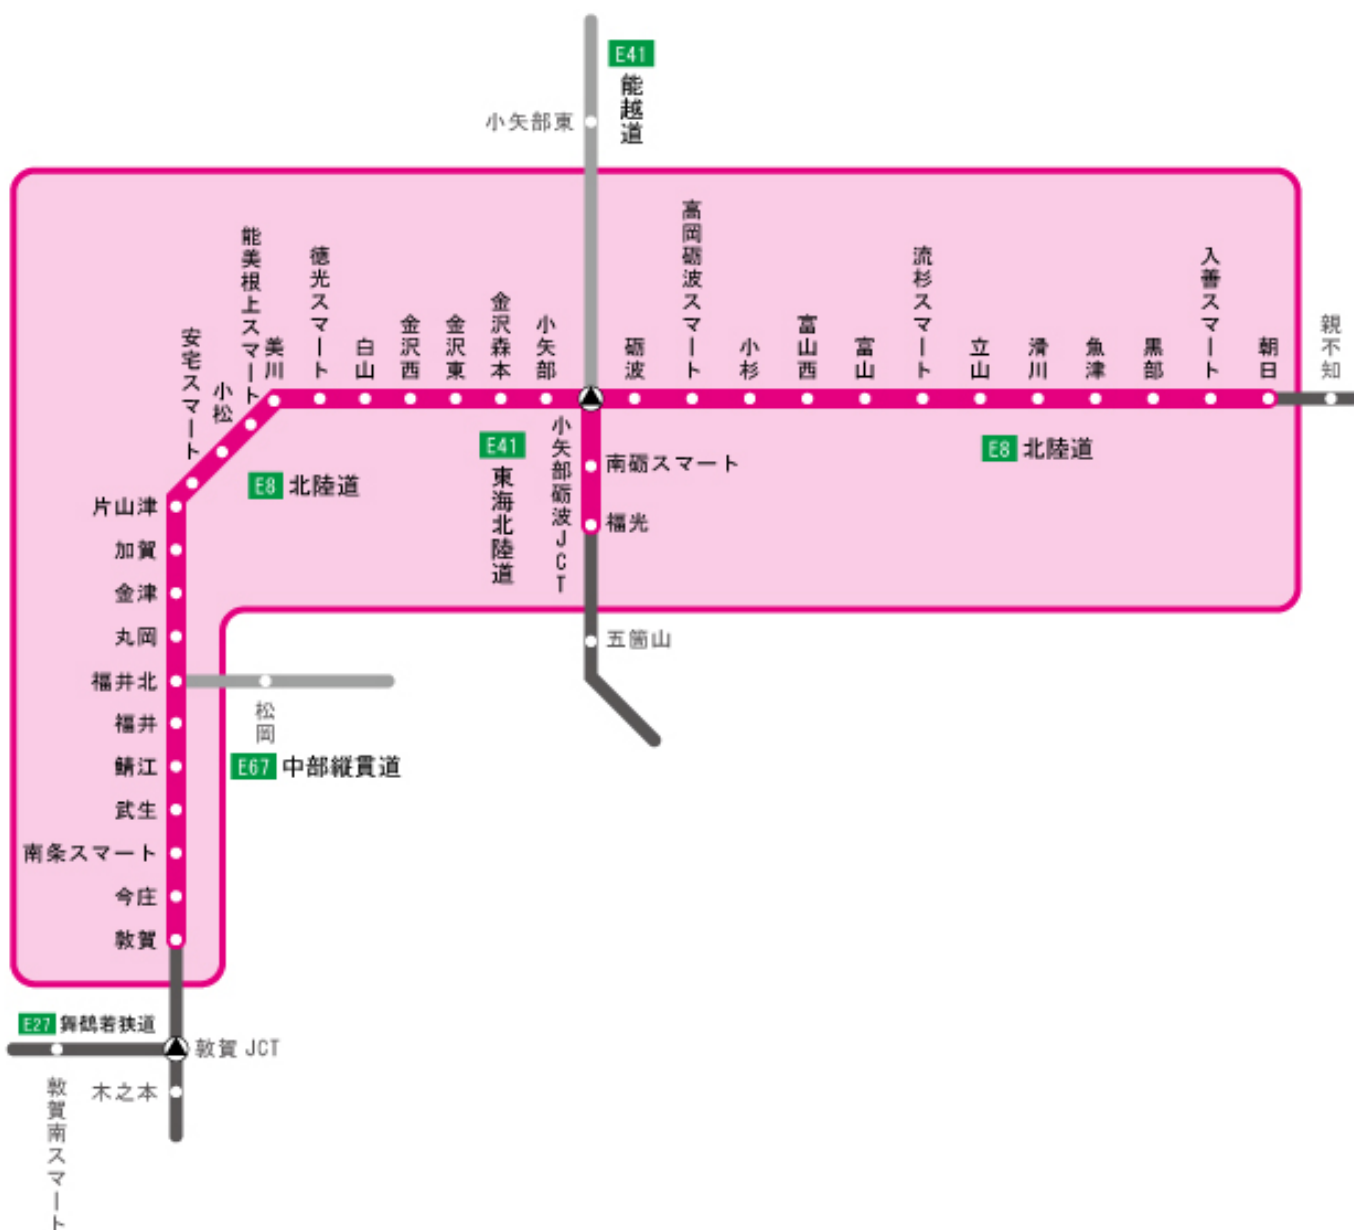 E41
能越道
小矢部東
安宅スマート
小松
能美根上スマート
美川
徳光スマート
白山
金沢西
金沢東
金沢森本
小矢部
砺波
高岡砺波スマート
小杉
富山西
富山
流杉スマート
立山
滑川
魚津
黒部
入善スマート
朝日
親不知
E8 北陸道
E41
東海北陸道
小矢部砺波JCT
南砺スマート
福光
五箇山
E8 北陸道
片山津
加賀
金津
丸岡
福井北
松岡
E67 中部縦貫道
福井
鯖江
武生
南条スマート
今庄
敦賀
E27 舞鶴若狭道
敦賀 JCT
敦賀南スマート
木之本